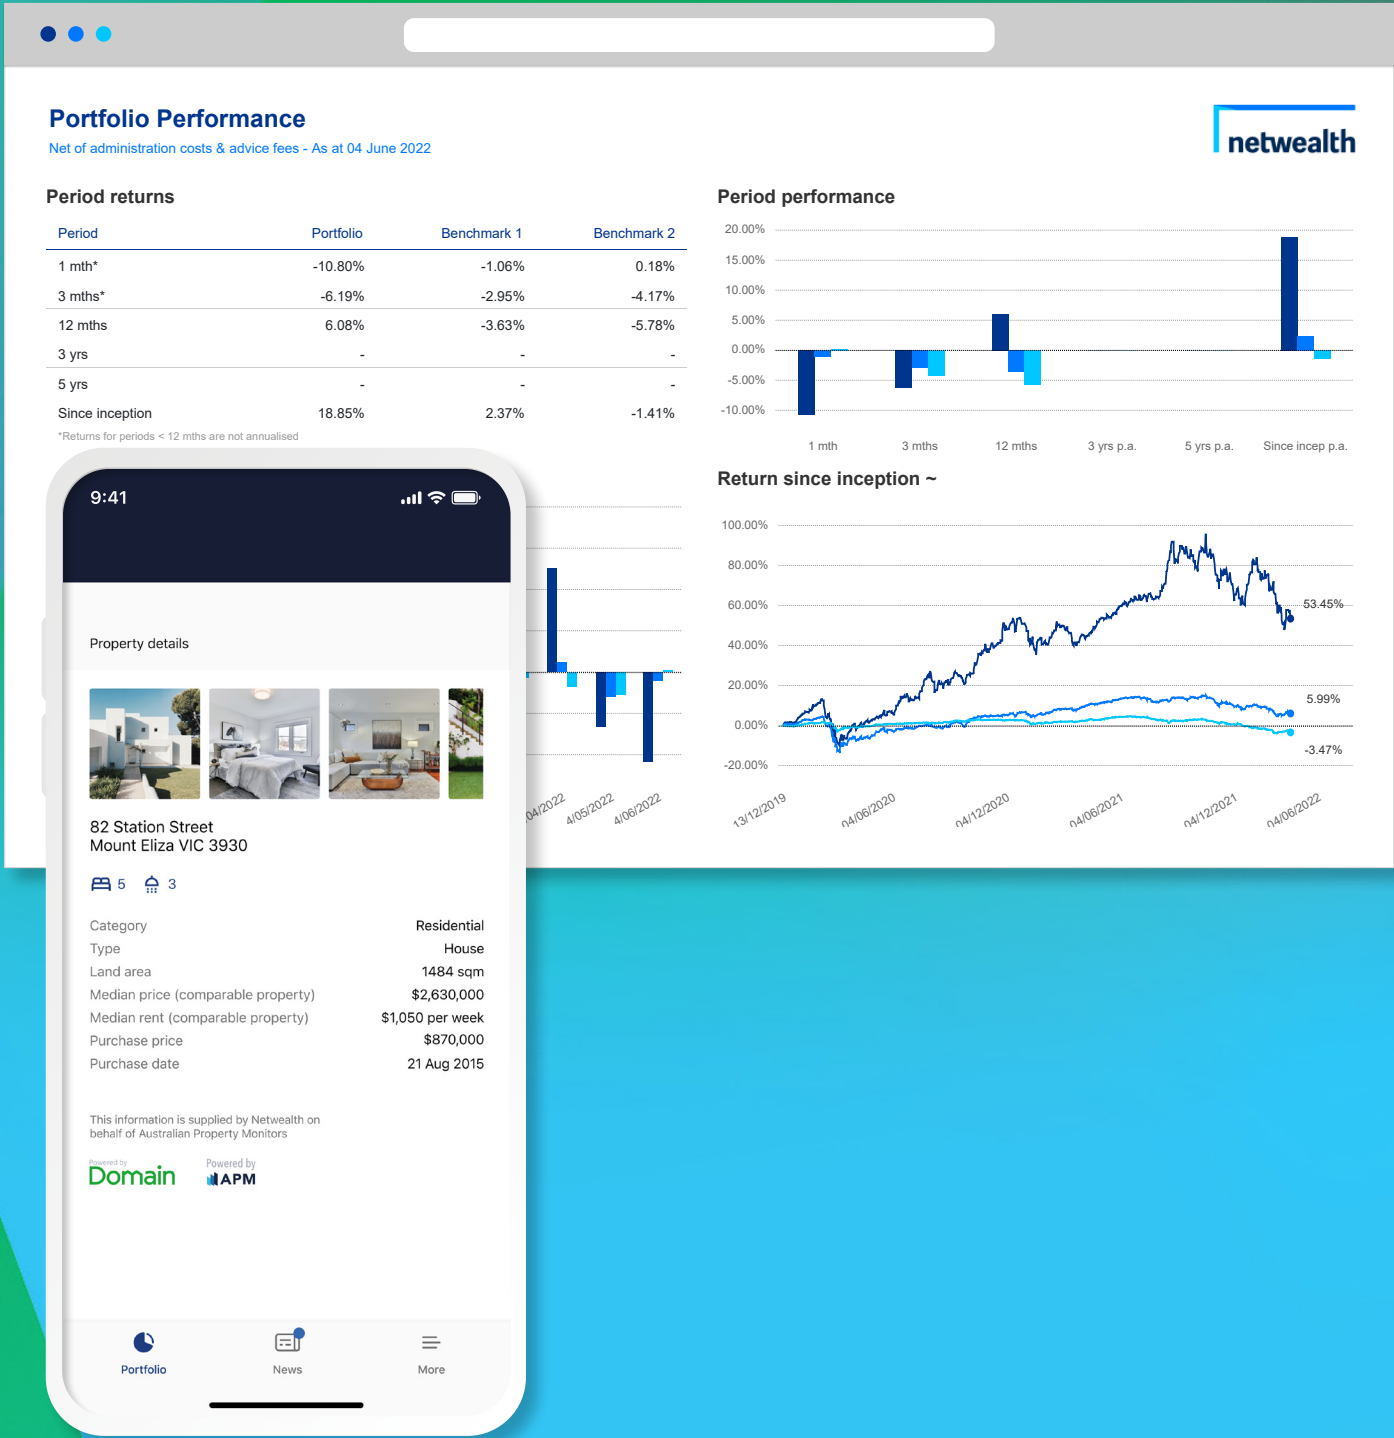 Portfolio Performance
Net of administration costs & advice fees - As at 04 June 2022
netwealth
Period returns
Period Portfolio Benchmark 1 Benchmark 2
1 mth* -10.80% -1.06% 0.18%
3 mths* -6.19% -2.95% -4.17%
12 mths 6.08% -3.63% -5.78%
3 yrs - - -
5 yrs - - -
Since inception 18.85% 2.37% -1.41%
*Returns for periods < 12 mths are not annualised
Period performance
20.00%
15.00%
10.00%
5.00%
0.00%
-5.00%
-10.00%
1 mth 3 mths 12 mths 3 yrs p.a. 5 yrs p.a. Since incep p.a.
Return since inception ~
100.00%
80.00%
60.00%
40.00%
20.00%
0.00%
-20.00%
53.45%
5.99%
-3.47%
13/12/2019 04/06/2020 04/12/2020 04/06/2021 04/12/2021 04/06/2022
04/2022 4/05/2022 4/06/2022
9:41
Property details
82 Station Street
Mount Eliza VIC 3930
5 3
Category Residential
Type House
Land area 1484 sqm
Median price (comparable property) $2,630,000
Median rent (comparable property) $1,050 per week
Purchase price $870,000
Purchase date 21 Aug 2015
This information is supplied by Netwealth on
behalf of Australian Property Monitors
Powered by
Domain
Powered by
APM
Portfolio News More